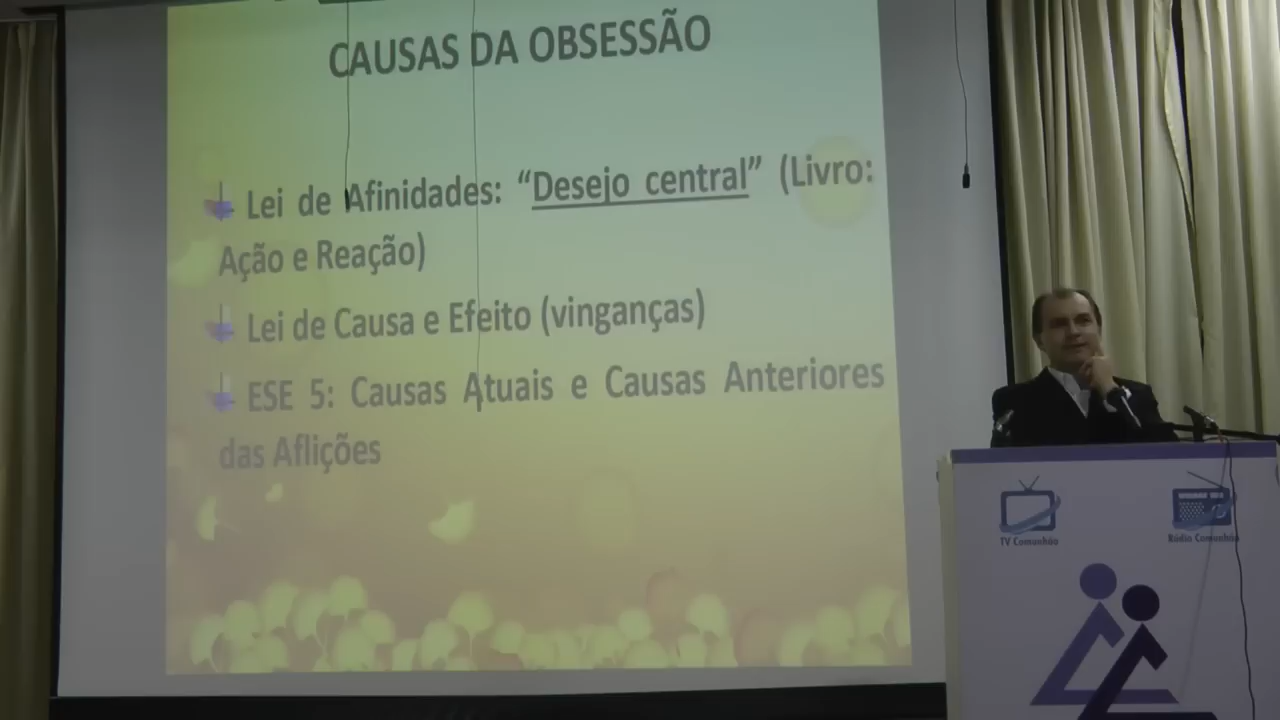 CAUSAS DA OBSESSÃO
Lei de Afinidades: “Desejo central” (Livro:
Ação e Reação)
Lei de Causa e Efeito (vinganças)
ESE 5: Causas Atuais e Causas Anteriores
das Aflições
TV Comunhão
Rádio Comunhão